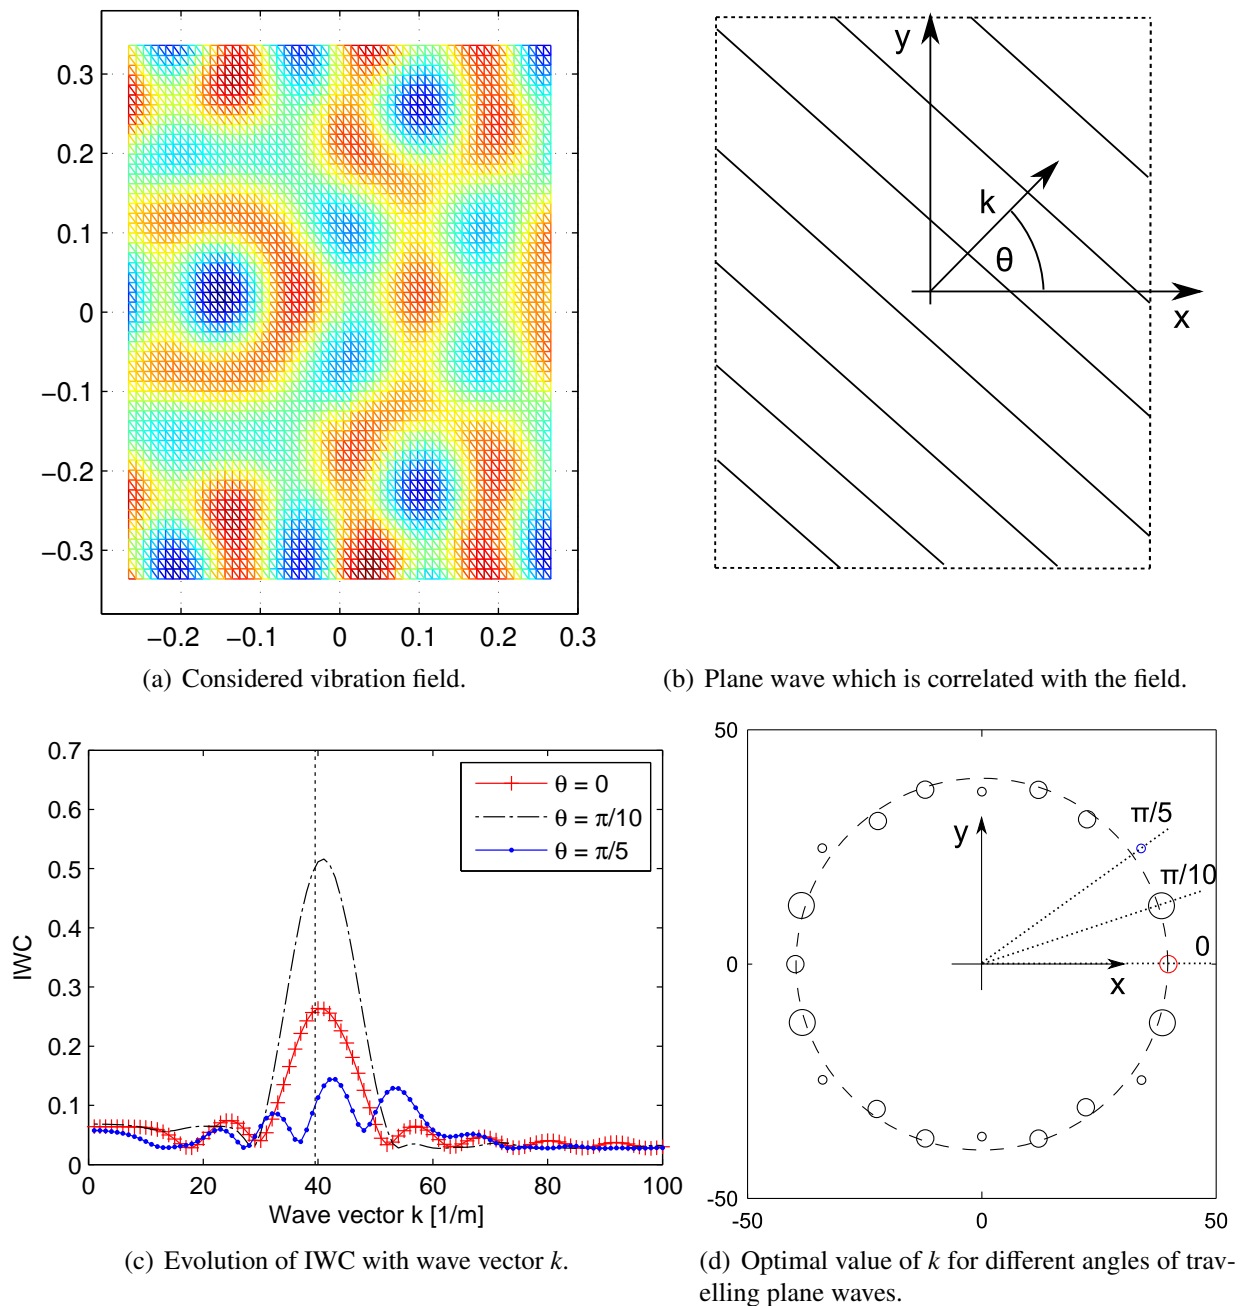 0.3
0.2
0.1
0
−0.1
−0.2
−0.3
−0.2 −0.1 0 0.1 0.2 0.3
(a) Considered vibration field.
y
k
θ
x
(b) Plane wave which is correlated with the field.
0.7
0.6
0.5
0.4
0.3
0.2
0.1
0
IWC
θ = 0
θ = π/10
θ = π/5
0 20 40 60 80 100
Wave vector k [1/m]
(c) Evolution of IWC with wave vector k.
50
0
-50
π/5
π/10
0
y
x
-50 0 50
(d) Optimal value of k for different angles of trav-
elling plane waves.